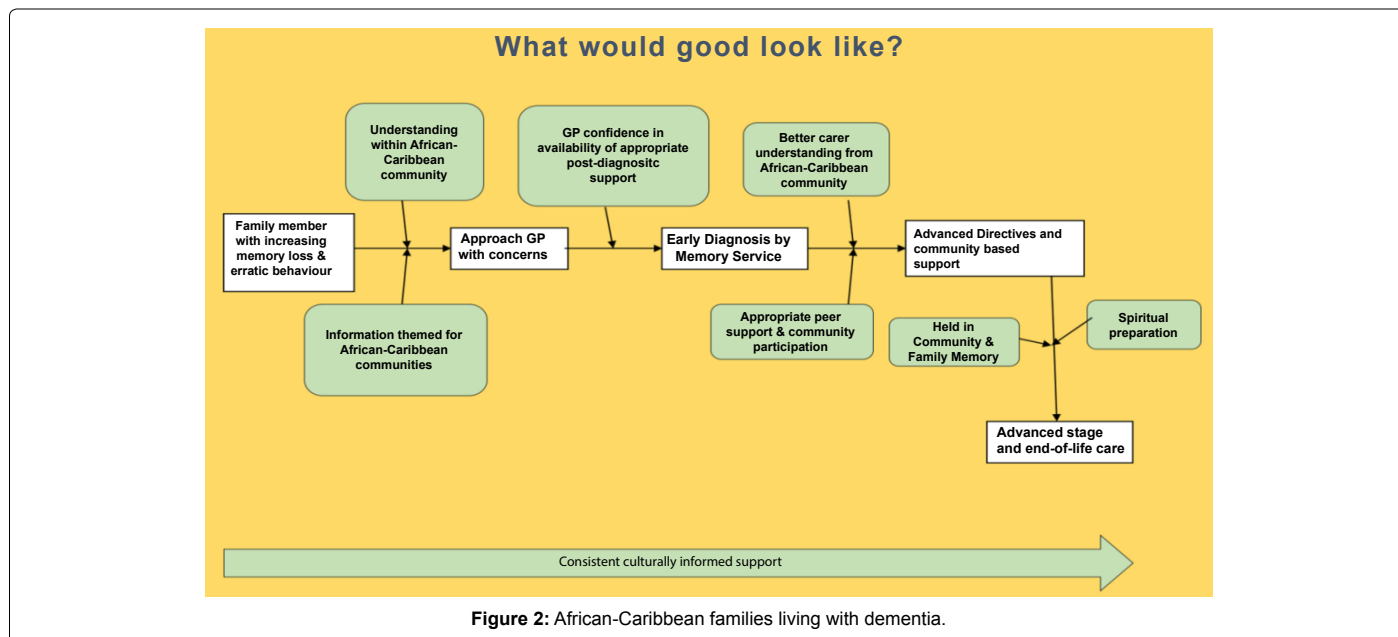 What would good look like?
Understanding
within African-
Caribbean
community
GP confidence in
availability of appropriate
post-diagnositc
support
Better carer
understanding from
African-Caribbean
community
Family member
with increasing
memory loss &
erratic behaviour
Approach GP
with concerns
Early Diagnosis by
Memory Service
Advanced Directives and
community based
support
Information themed for
African-Caribbean
communities
Appropriate peer
support & community
participation
Held in
Community &
Family Memory
Spiritual
preparation
Advanced stage
and end-of-life care
Consistent culturally informed support
Figure 2: African-Caribbean families living with dementia.